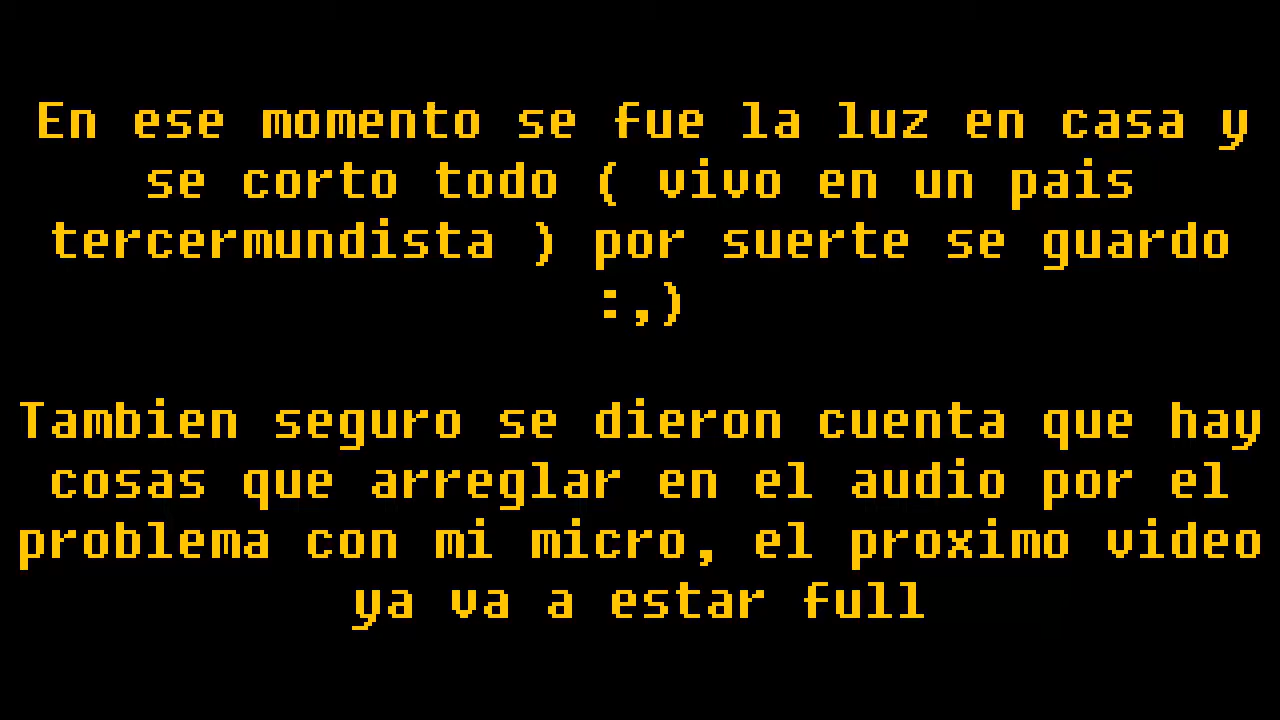 En ese momento se fue la luz en casa y
se corto todo ( vivo en un pais
tercermundista ) por suerte se guardo
:,)
Tambien seguro se dieron cuenta que hay
cosas que arreglar en el audio por el
problema con mi micro, el proximo video
ya va a estar full